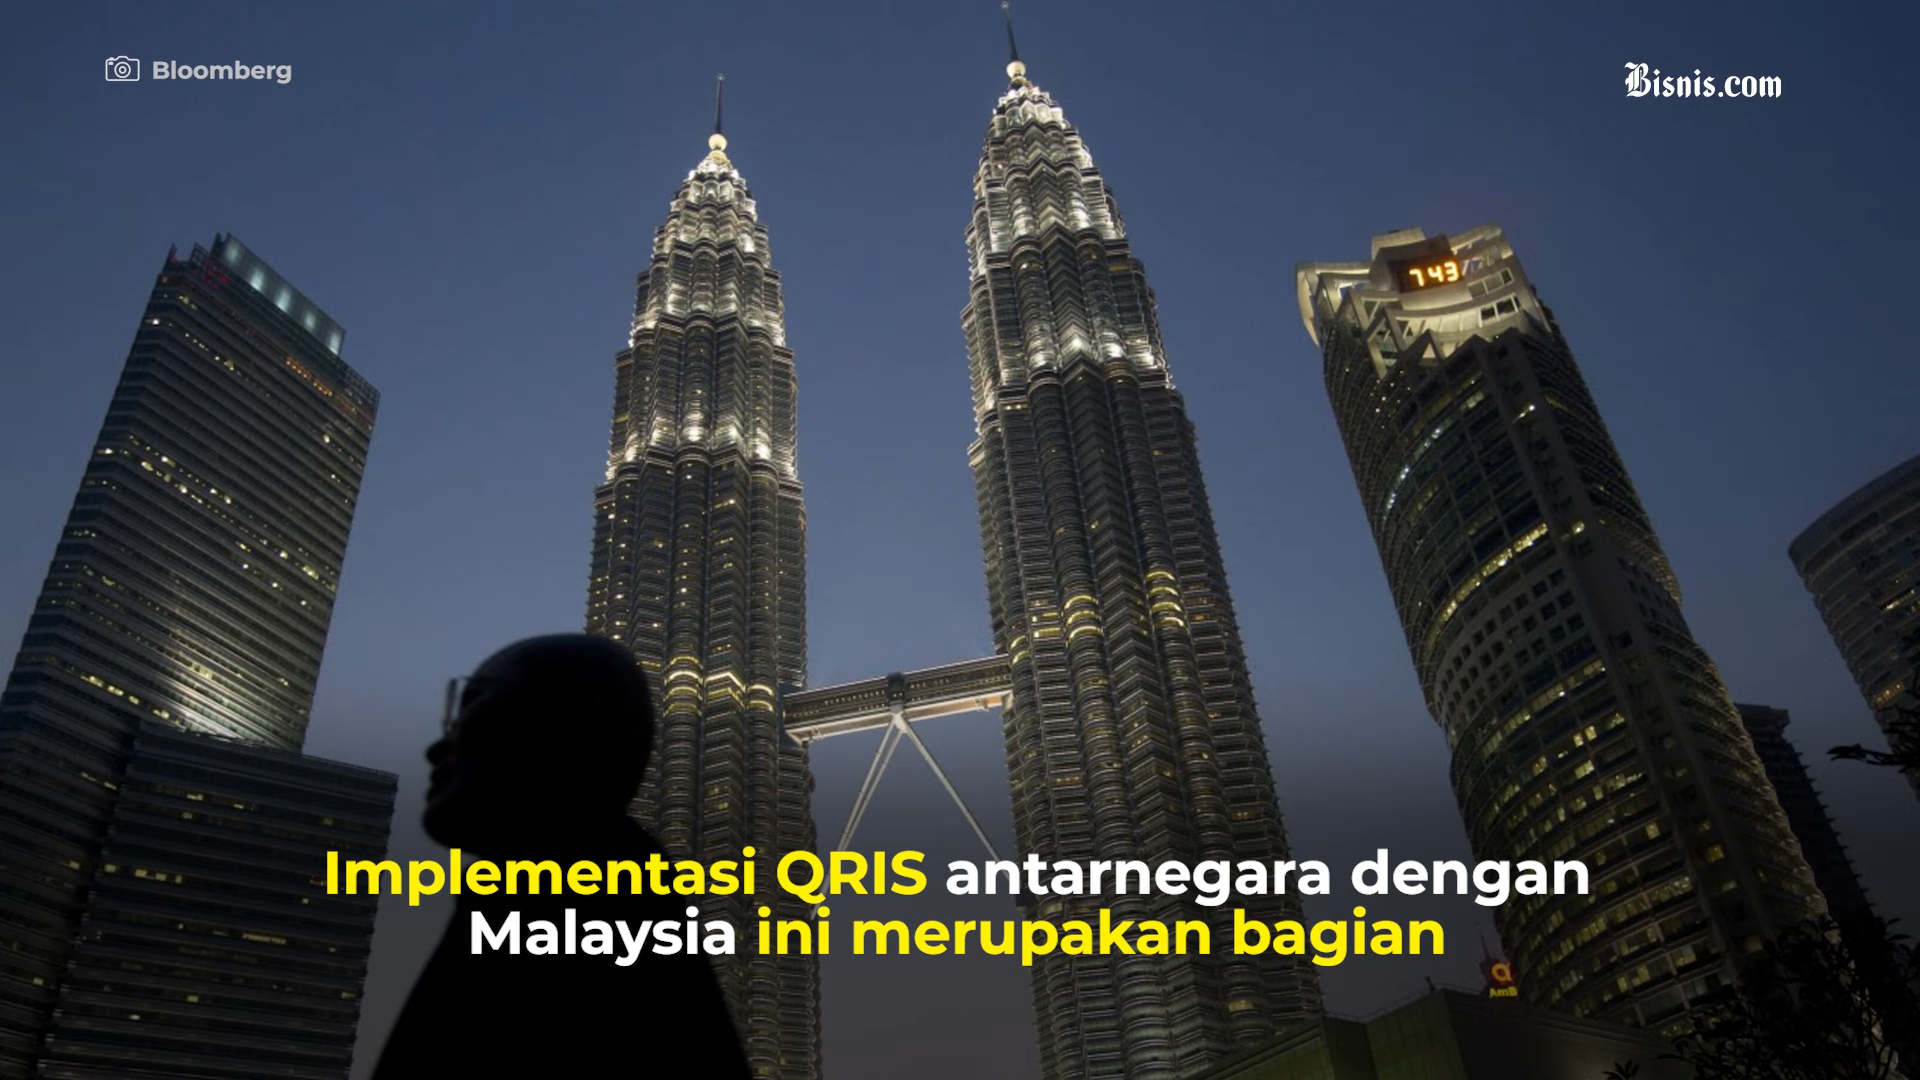 Bloomberg
Bisnis.com
743
Implementasi QRIS antarnegara dengan
Malaysia ini merupakan bagian